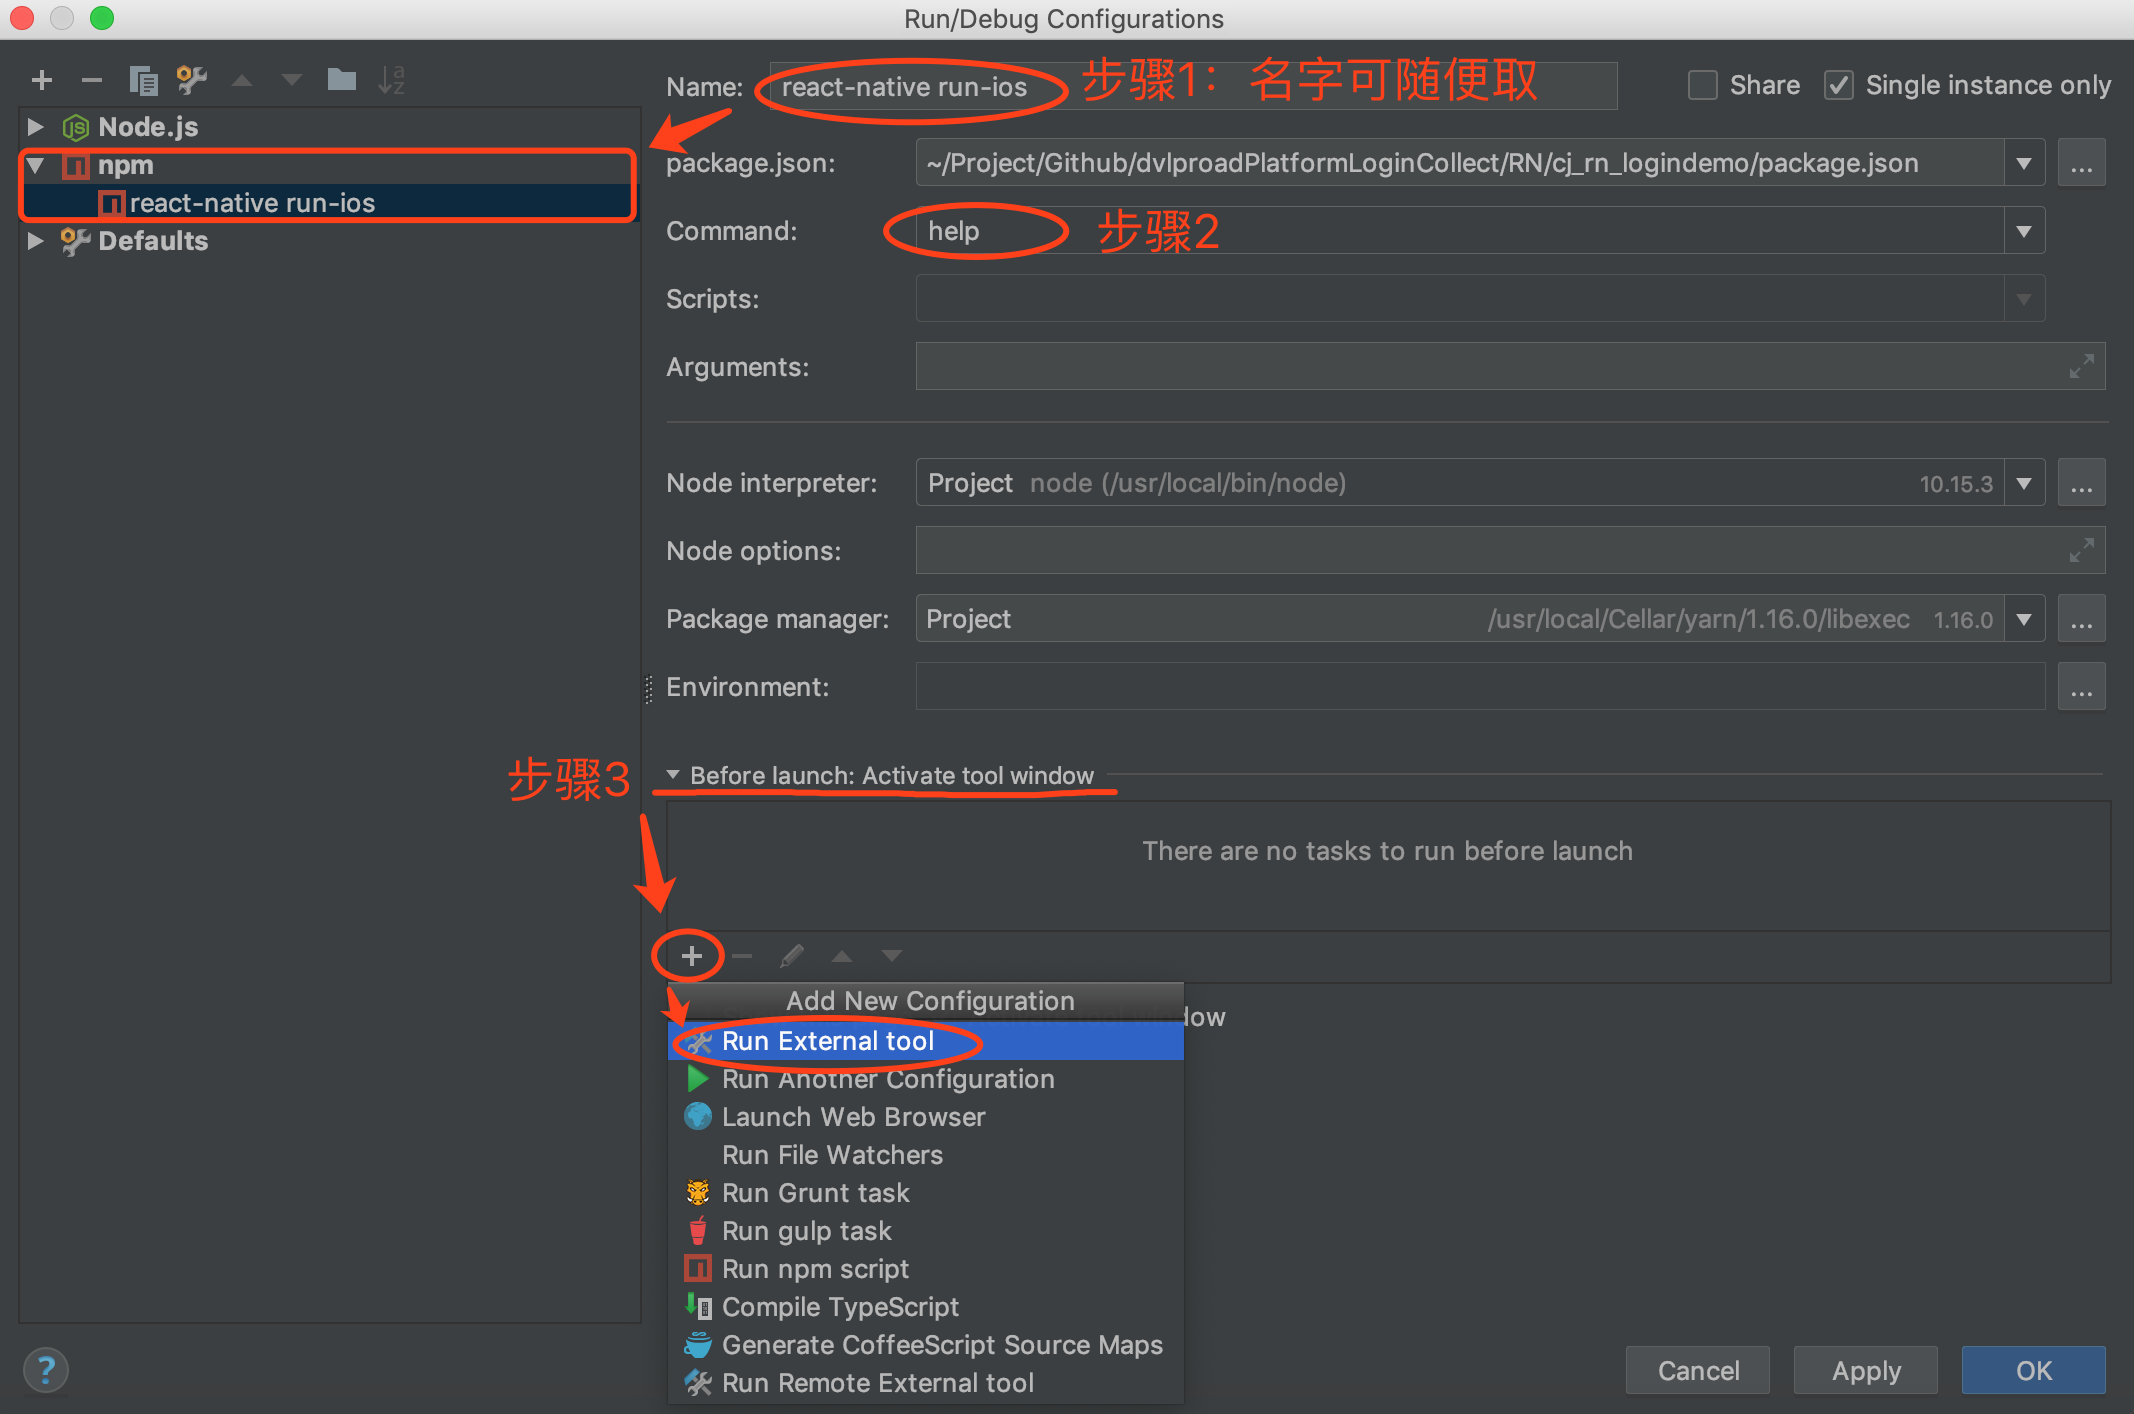 Run/Debug Configurations
Name: react-native run-ios 步骤1：名字可随便取 Share Single instance only
Node.js
npm
react-native run-ios
Defaults
package.json: ~/Project/Github/dvlproadPlatformLoginCollect/RN/cj_rn_logindemo/package.json ...
Command: help 步骤2
Scripts:
Arguments:
Node interpreter: Project node (/usr/local/bin/node) 10.15.3 ...
Node options:
Package manager: Project /usr/local/Cellar/yarn/1.16.0/libexec 1.16.0 ...
Environment: ...
步骤3 Before launch: Activate tool window
There are no tasks to run before launch
Add New Configuration
Run External tool
Run Another Configuration
Launch Web Browser
Run File Watchers
Run Grunt task
Run gulp task
Run npm script
Compile TypeScript
Generate CoffeeScript Source Maps
Run Remote External tool
? Cancel Apply OK